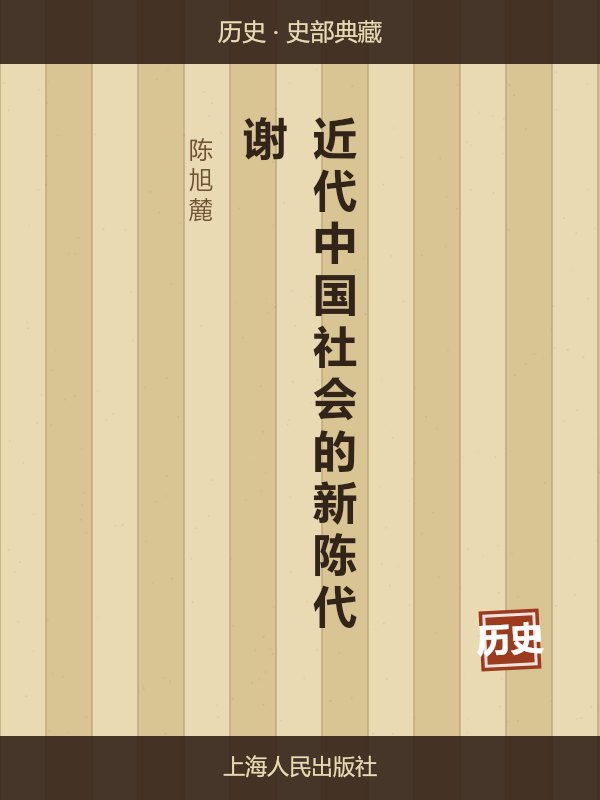 历史 · 史部典藏
近代中国社会的新陈代
谢
陈旭麓
历史
上海人民出版社